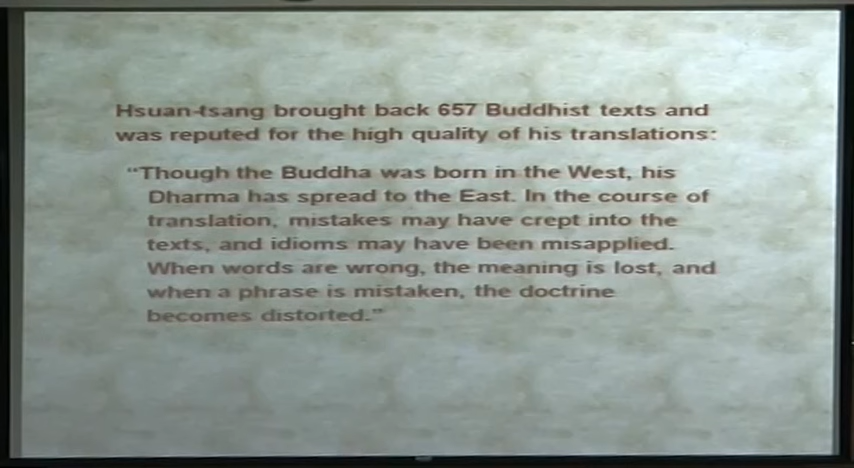 Hsuan-tsang brought back 657 Buddhist texts and
was reputed for the high quality of his translations:
“Though the Buddha was born in the West, his
Dharma has spread to the East. In the course of
translation, mistakes may have crept into the
texts, and idioms may have been misapplied.
When words are wrong, the meaning is lost, and
when a phrase is mistaken, the doctrine
becomes distorted.”